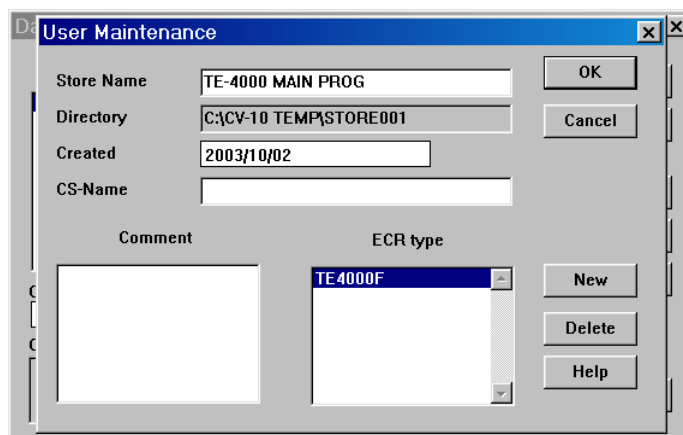 Da
User Maintenance
Store Name TE-4000 MAIN PROG OK
Directory C:\CV-10 TEMP\STORE001 Cancel
Created 2003/10/02
CS-Name
Comment ECR type
TE4000F New
Delete
Help